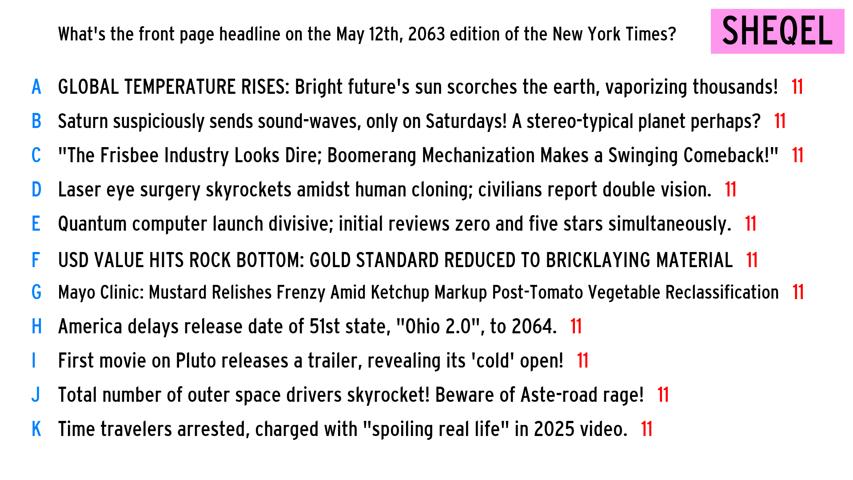 What's the front page headline on the May 12th, 2063 edition of the New York Times?
SHEQEL
A GLOBAL TEMPERATURE RISES: Bright future's sun scorches the earth, vaporizing thousands! 11
B Saturn suspiciously sends sound-waves, only on Saturdays! A stereo-typical planet perhaps? 11
C "The Frisbee Industry Looks Dire; Boomerang Mechanization Makes a Swinging Comeback!" 11
D Laser eye surgery skyrockets amidst human cloning; civilians report double vision. 11
E Quantum computer launch divisive; initial reviews zero and five stars simultaneously. 11
F USD VALUE HITS ROCK BOTTOM: GOLD STANDARD REDUCED TO BRICKLAYING MATERIAL 11
G Mayo Clinic: Mustard Relishes Frenzy Amid Ketchup Markup Post-Tomato Vegetable Reclassification 11
H America delays release date of 51st state, "Ohio 2.0", to 2064. 11
I First movie on Pluto releases a trailer, revealing its 'cold' open! 11
J Total number of outer space drivers skyrocket! Beware of Aste-road rage! 11
K Time travelers arrested, charged with "spoiling real life" in 2025 video. 11